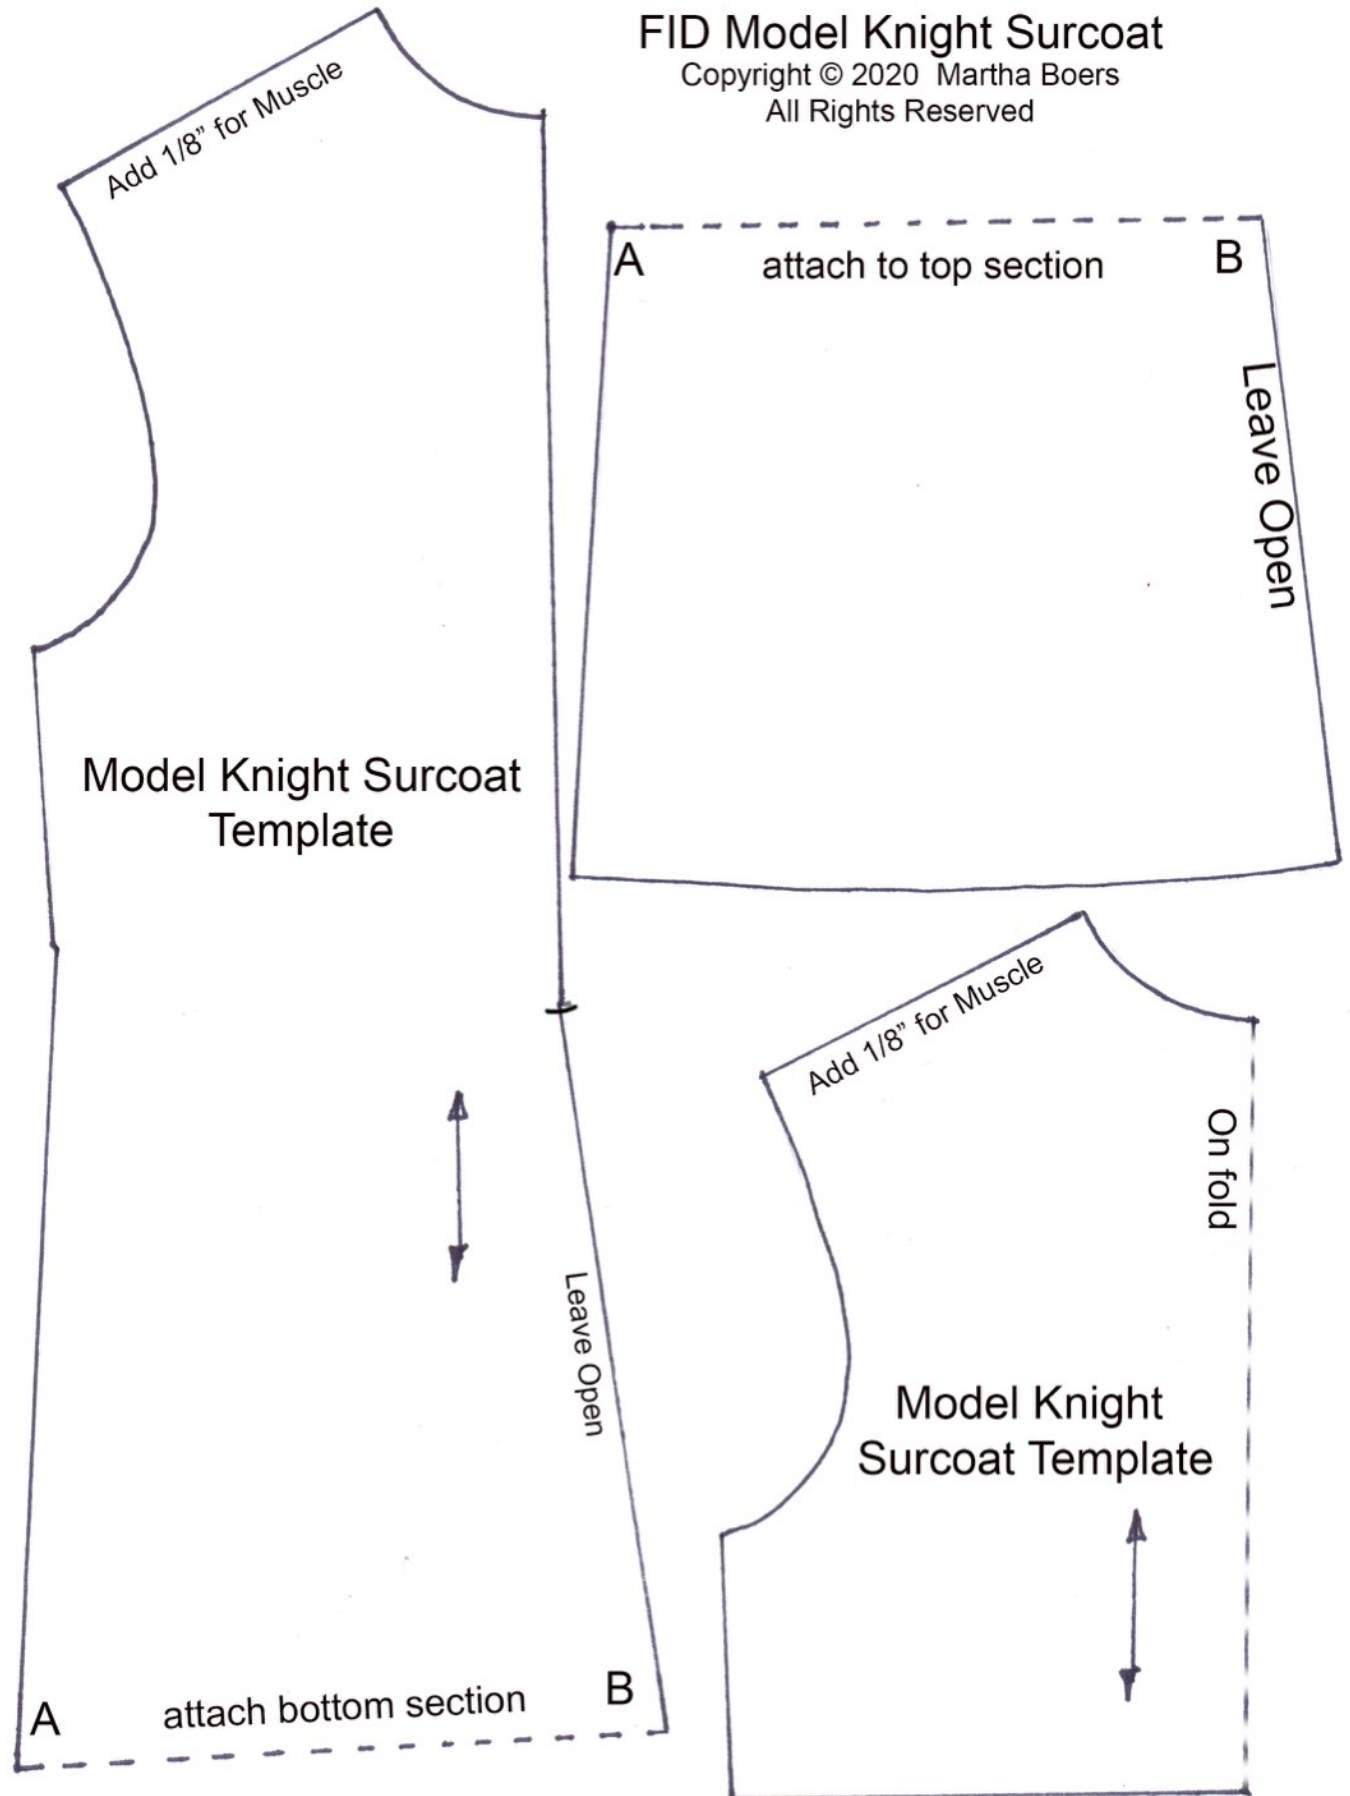 FID Model Knight Surcoat
Copyright © 2020 Martha Boers
All Rights Reserved
Add 1/8” for Muscle
A
attach to top section
B
Leave Open
Model Knight Surcoat
Template
Leave Open
A
attach bottom section
B
Add 1/8” for Muscle
On fold
Model Knight
Surcoat Template